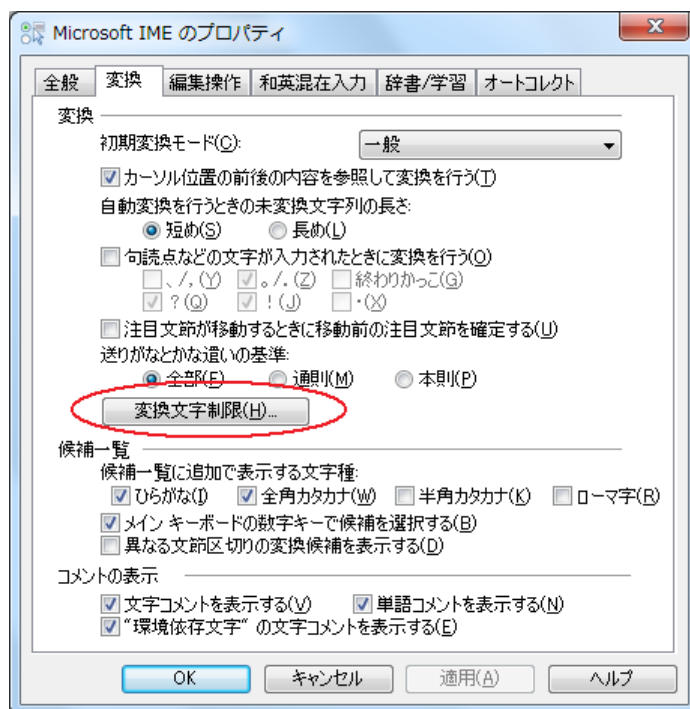 Microsoft IME のプロパティ
全般 変換 編集操作 和英混在入力 辞書/学習 オートコレクト
変換
初期変換モード(C): 一般
カーソル位置の前後の内容を参照して変換を行う(T)
自動変換を行うときの未変換文字列の長さ:
短め(S) 長め(L)
句読点などの文字が入力されたときに変換を行う(O)
、/,(Y) 。/.(Z) 終わりかっこ(G)
?(Q) !(J) ・(X)
注目文節が移動するときに移動前の注目文節を確定する(U)
送りがなとかな遣いの基準:
全部(F) 通則(M) 本則(P)
変換文字制限(H)...
候補一覧
候補一覧に追加で表示する文字種:
ひらがな(I) 全角カタカナ(W) 半角カタカナ(K) ローマ字(R)
メイン キーボードの数字キーで候補を選択する(B)
異なる文節区切りの変換候補を表示する(D)
コメントの表示
文字コメントを表示する(V) 単語コメントを表示する(N)
"環境依存文字" の文字コメントを表示する(E)
OK キャンセル 適用(A) ヘルプ